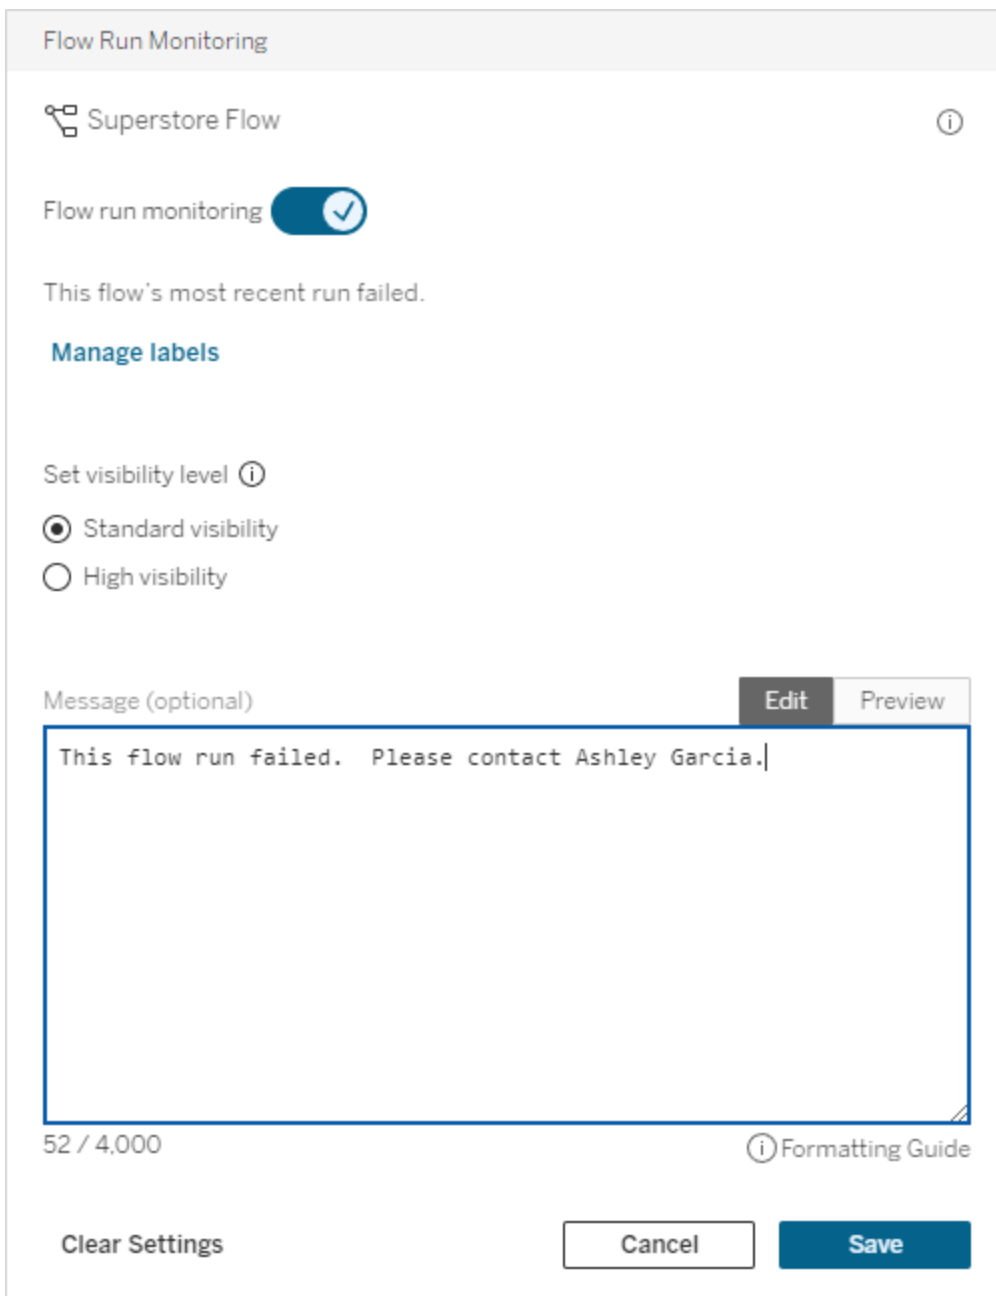 Flow Run Monitoring
Superstore Flow
Flow run monitoring
This flow's most recent run failed.
Manage labels
Set visibility level
Standard visibility
High visibility
Message (optional) Edit Preview
This flow run failed.  Please contact Ashley Garcia.
52 / 4,000 Formatting Guide
Clear Settings Cancel Save